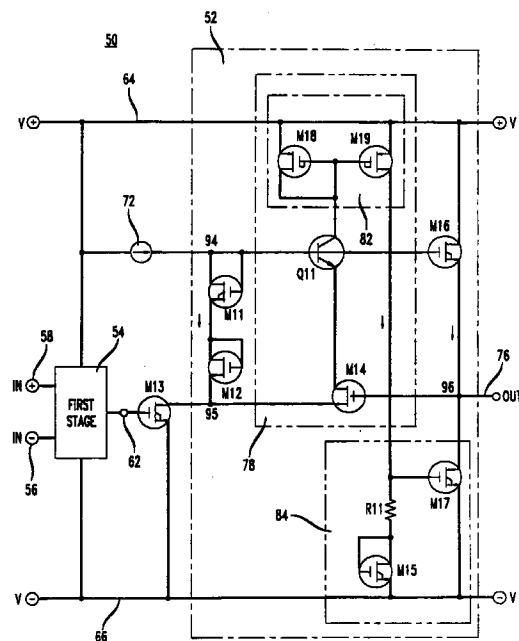 50
52
64
V +
+ V
M18
M19
82
72
94
Q11
M16
M11
54
58
M12
M14
96
76
IN +
M13
OUT
FIRST
STAGE
95
IN −
62
78
M17
56
84
R11
M15
V −
− V
66